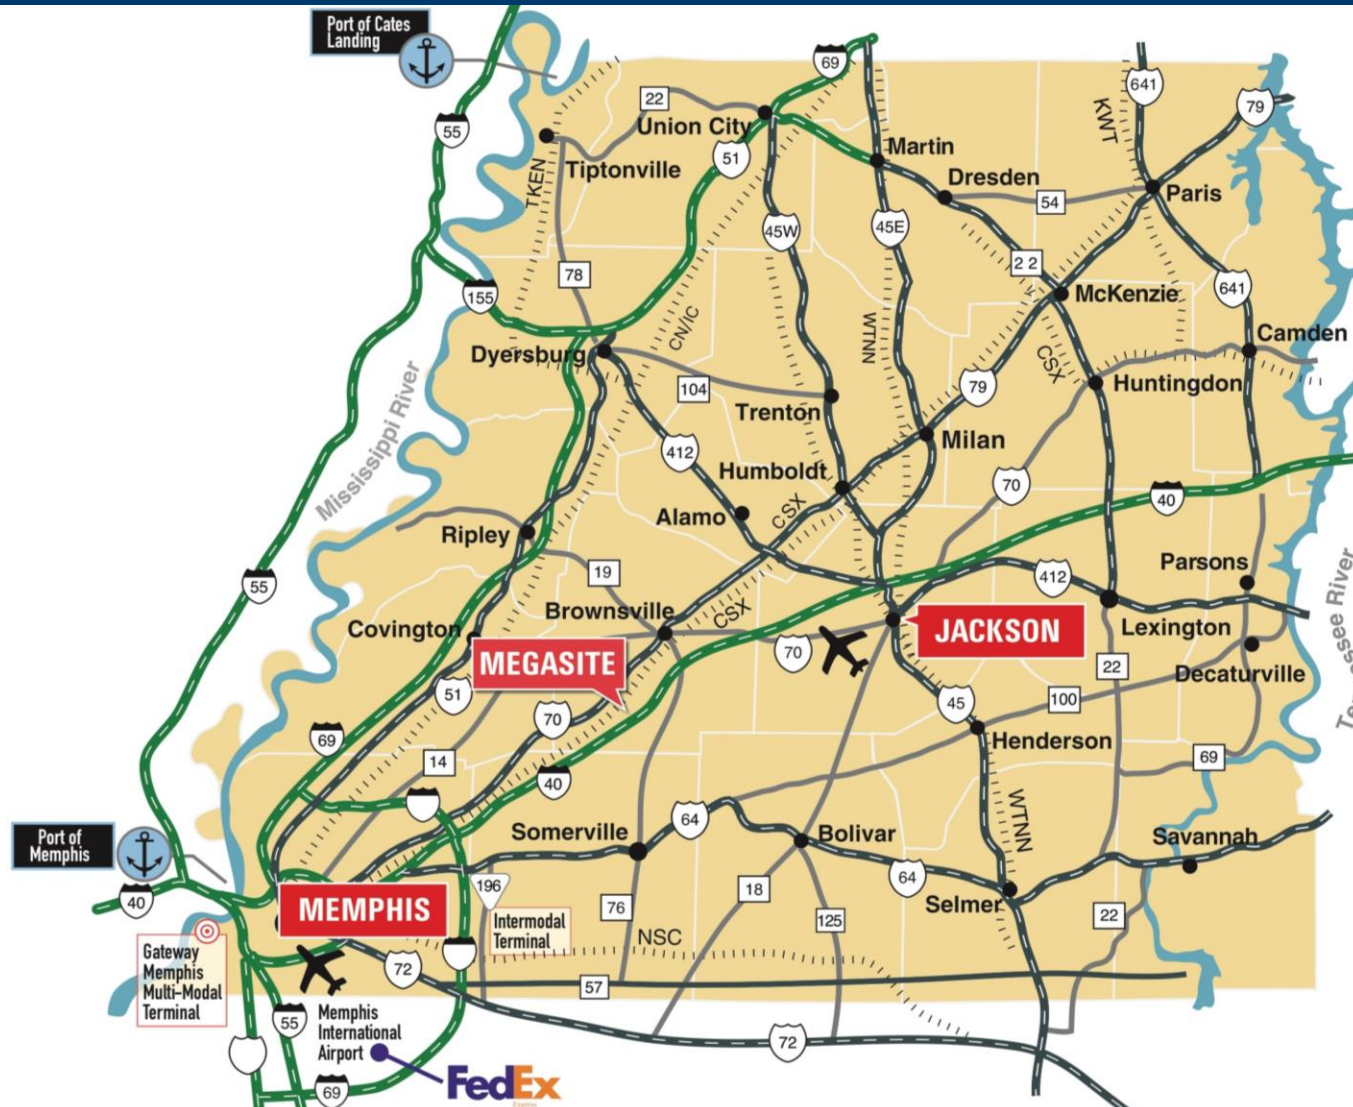 Port of Cates
Landing
69
641
79
22
55
Union City
KWT
51
Martin
Tiptonville
TKEN
Dresden
54
Paris
45W
45E
22
78
155
McKenzie
641
CN/IC
WTNN
Camden
Dyersburg
CSX
104
79
Huntingdon
Trenton
Mississippi River
412
Milan
Humboldt
70
40
Alamo
CSX
Ripley
Parsons
55
19
412
Brownsville
CSX
Covington
JACKSON
Lexington
Tennessee River
MEGASITE
70
22
Decaturville
51
70
45
100
69
Henderson
14
69
40
64
WTNN
Port of
Memphis
Somerville
Bolivar
Savannah
40
196
64
18
Selmer
MEMPHIS
76
125
22
Intermodal
Terminal
NSC
Gateway
Memphis
Multi-Modal
Terminal
72
57
55
Memphis
International
Airport
72
69
FedEx